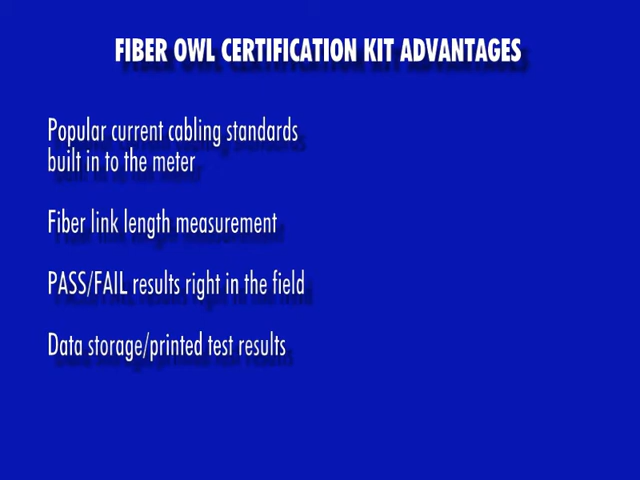 FIBER OWL CERTIFICATION KIT ADVANTAGES
Popular current cabling standards
built in to the meter
Fiber link length measurement
PASS/FAIL results right in the field
Data storage/printed test results